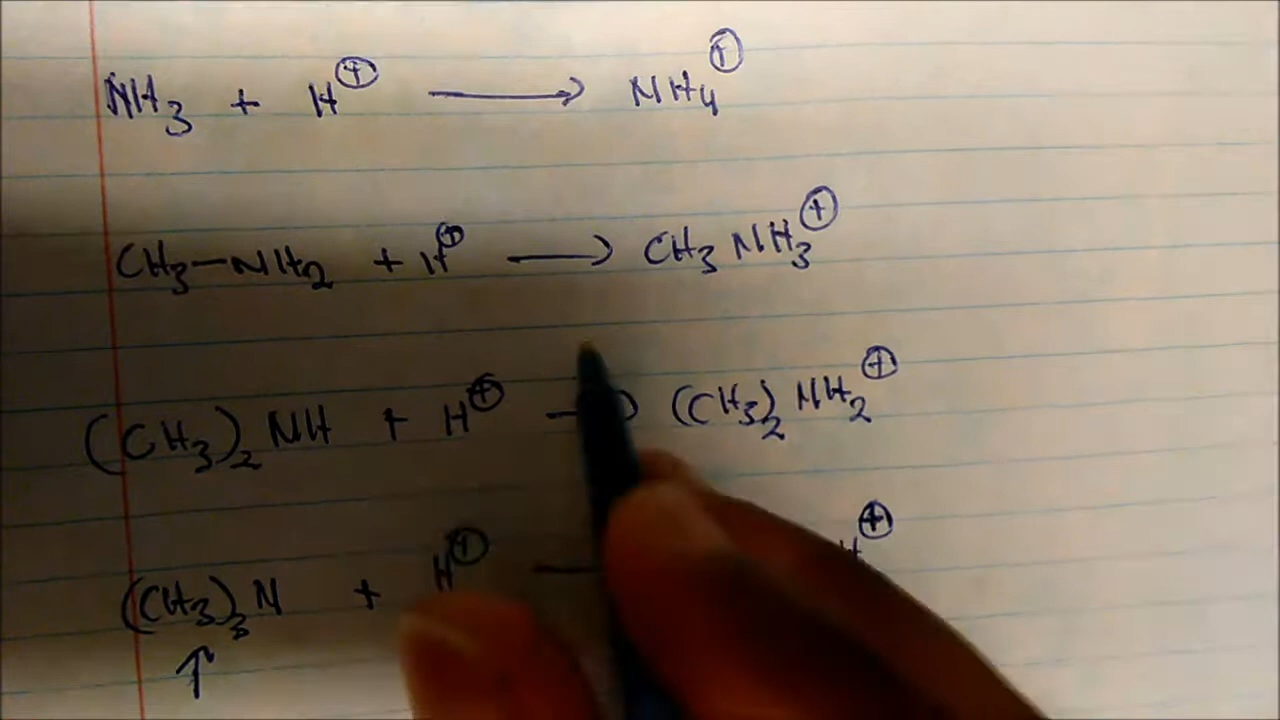 NH₃ + H⊕ → NH₄⊕
CH₃–NH₂ + H⊕ → CH₃NH₃⊕
(CH₃)₂NH + H⊕ → (CH₃)₂NH₂⊕
(CH₃)₃N + H⊕ — H⊕
↑